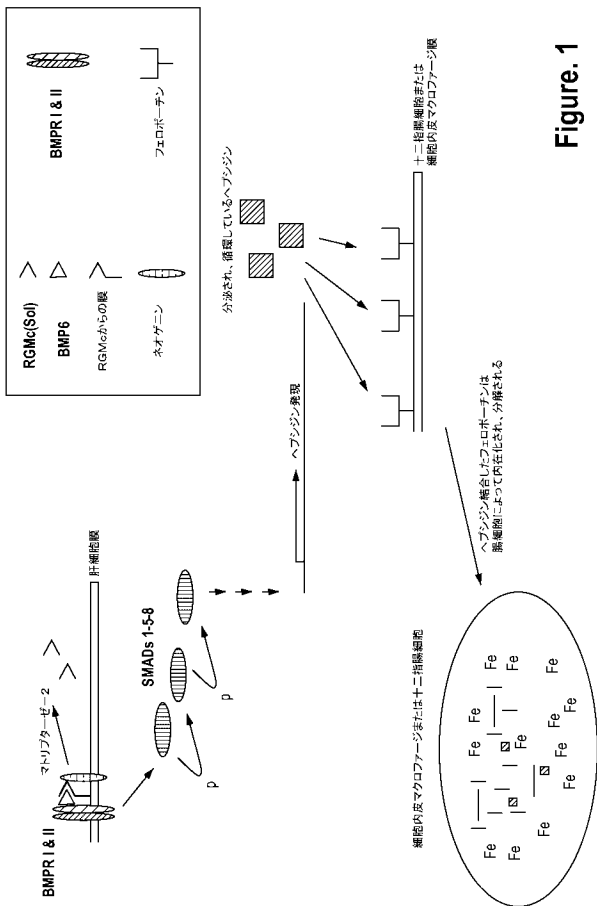 RGMc(Sol)
BMP6
RGMcからの膜
ネオゲニン
BMPR I & II
フェロポーチン
BMPR I & II
マトリプターゼー2
肝細胞膜
SMADs 1-5-8
p
p
ヘプシジン発現
分泌され、循環しているヘプシジン
十二指腸細胞または
細胞内皮マクロファージ膜
ヘプシジン結合したフェロポーチンは
腸細胞によって内在化され、分解される
細胞内皮マクロファージまたは十二指腸細胞
Fe
Fe
Fe
Fe
Fe
Fe
Fe
Fe
Fe
Fe
Fe
Fe
Fe
Fe
Figure. 1